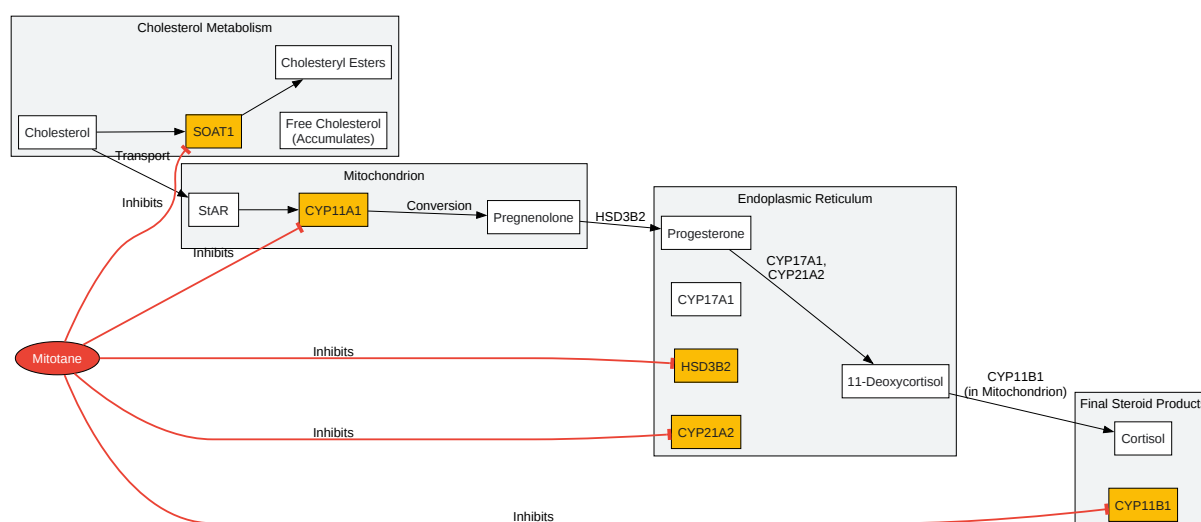 Cholesterol Metabolism
Cholesteryl Esters
Cholesterol
SOAT1
Free Cholesterol
(Accumulates)
Transport
Inhibits
Mitochondrion
StAR
CYP11A1
Conversion
Pregnenolone
HSD3B2
Inhibits
Endoplasmic Reticulum
Progesterone
CYP17A1,
CYP21A2
CYP17A1
Mitotane
Inhibits
HSD3B2
11-Deoxycortisol
CYP11B1
(in Mitochondrion)
Inhibits
CYP21A2
Final Steroid Products
Cortisol
Inhibits
CYP11B1